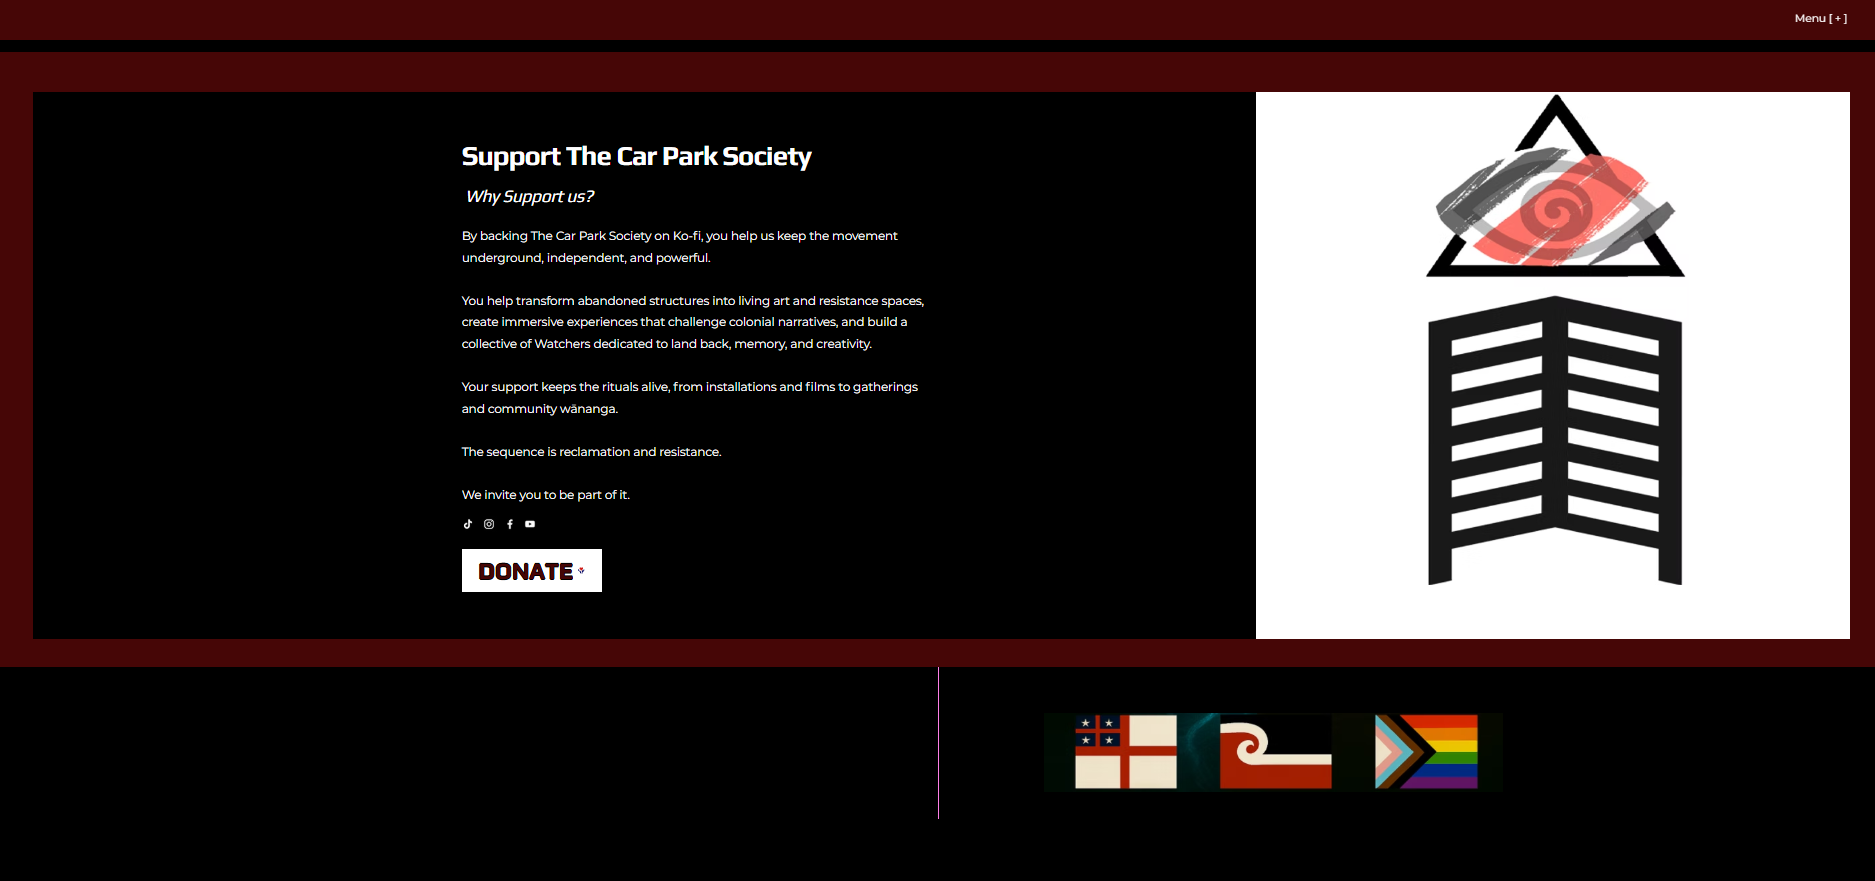 Menu [ + ]
Support The Car Park Society
Why Support us?
By backing The Car Park Society on Ko-fi, you help us keep the movement
underground, independent, and powerful.
You help transform abandoned structures into living art and resistance spaces,
create immersive experiences that challenge colonial narratives, and build a
collective of Watchers dedicated to land back, memory, and creativity.
Your support keeps the rituals alive, from installations and films to gatherings
and community wānanga.
The sequence is reclamation and resistance.
We invite you to be part of it.
DONATE